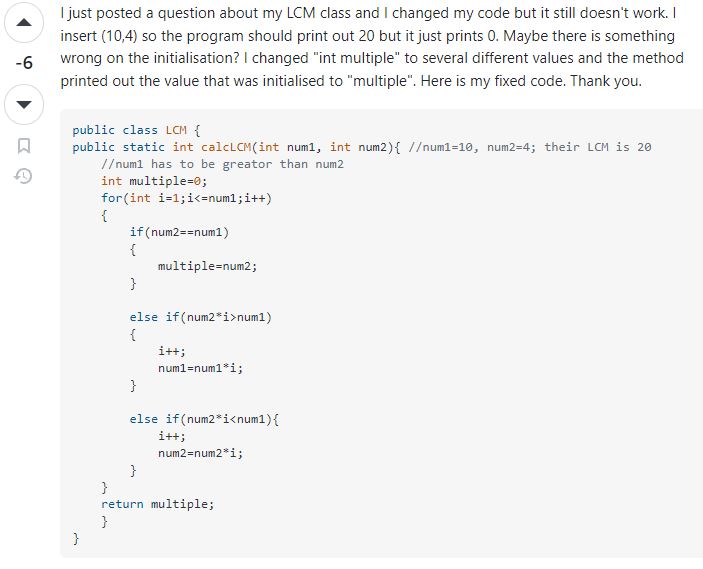 I just posted a question about my LCM class and I changed my code but it still doesn't work. I
insert (10,4) so the program should print out 20 but it just prints 0. Maybe there is something
-6
wrong on the initialisation? I changed "int multiple" to several different values and the method
printed out the value that was initialised to "multiple". Here is my fixed code. Thank you.
public class LCM {
public static int calcLCM(int num1, int num2){ //num1=10, num2=4; their LCM is 20
    //num1 has to be greator than num2
    int multiple=0;
    for(int i=1;i<=num1;i++)
    {
        if(num2==num1)
        {
            multiple=num2;
        }

        else if(num2*i>num1)
        {
            i++;
            num1=num1*i;
        }

        else if(num2*i<num1){
            i++;
            num2=num2*i;
        }
    }
    return multiple;
    }
}